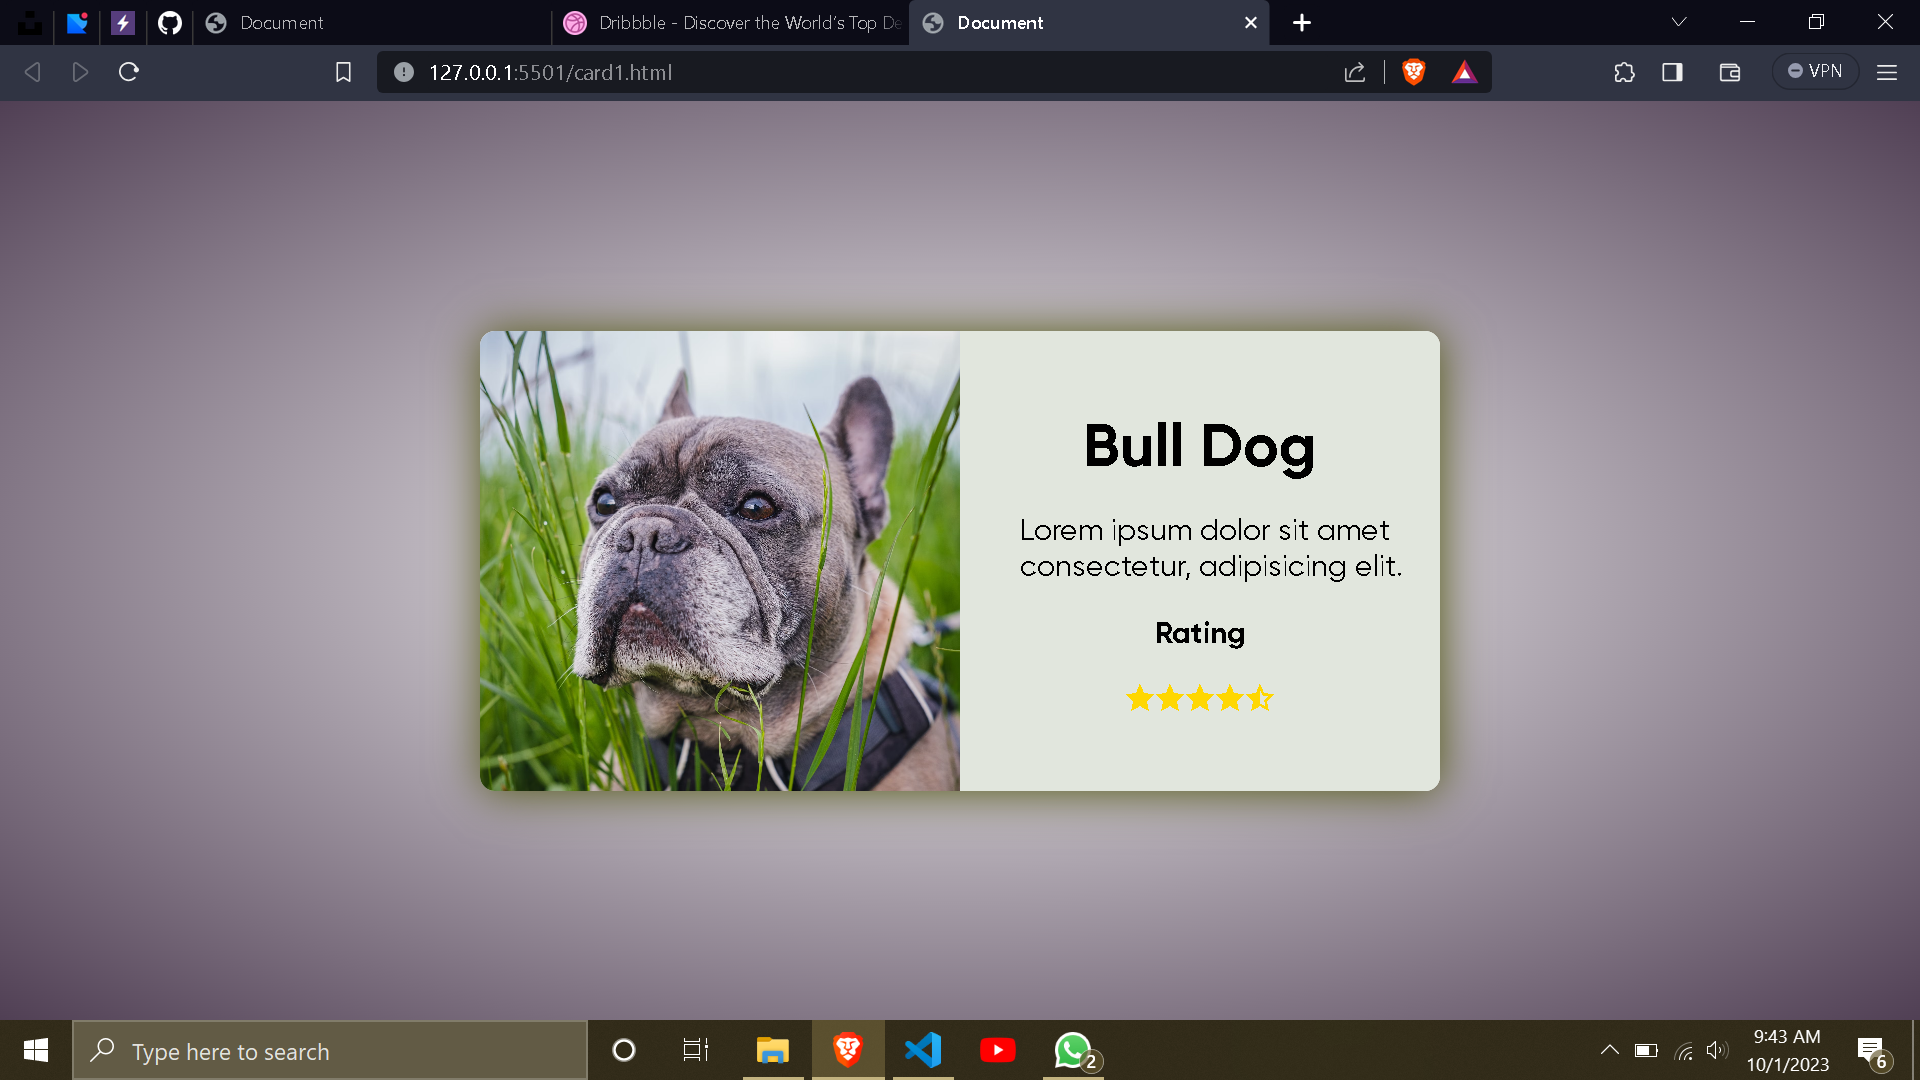 Document
Dribbble - Discover the World's Top De
Document
127.0.0.1:5501/card1.html
VPN
Bull Dog
Lorem ipsum dolor sit amet
consectetur, adipisicing elit.
Rating
Type here to search
2
9:43 AM
10/1/2023
6